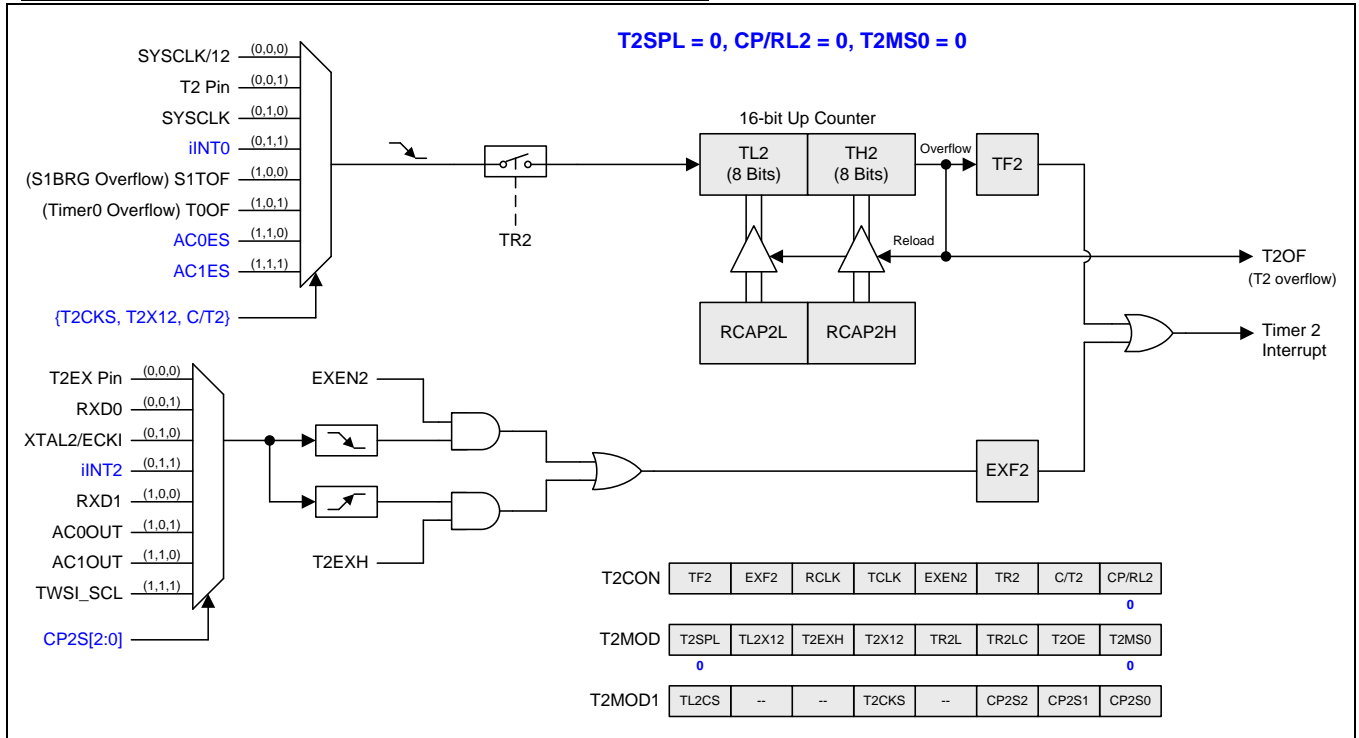 T2SPL = 0, CP/RL2 = 0, T2MS0 = 0
SYSCLK/12 (0,0,0)
T2 Pin (0,0,1)
SYSCLK (0,1,0)
iINT0 (0,1,1)
(S1BRG Overflow) S1TOF (1,0,0)
(Timer0 Overflow) T0OF (1,0,1)
AC0ES (1,1,0)
AC1ES (1,1,1)
{T2CKS, T2X12, C/T2}
TR2
16-bit Up Counter
TL2
(8 Bits)
TH2
(8 Bits)
Overflow
TF2
Reload
RCAP2L
RCAP2H
T2OF
(T2 overflow)
Timer 2
Interrupt
T2EX Pin (0,0,0)
RXD0 (0,0,1)
XTAL2/ECKI (0,1,0)
iINT2 (0,1,1)
RXD1 (1,0,0)
AC0OUT (1,0,1)
AC1OUT (1,1,0)
TWSI_SCL (1,1,1)
CP2S[2:0]
EXEN2
T2EXH
EXF2
T2CON TF2 EXF2 RCLK TCLK EXEN2 TR2 C/T2 CP/RL2
0
T2MOD T2SPL TL2X12 T2EXH T2X12 TR2L TR2LC T2OE T2MS0
0 0
T2MOD1 TL2CS -- -- T2CKS -- CP2S2 CP2S1 CP2S0